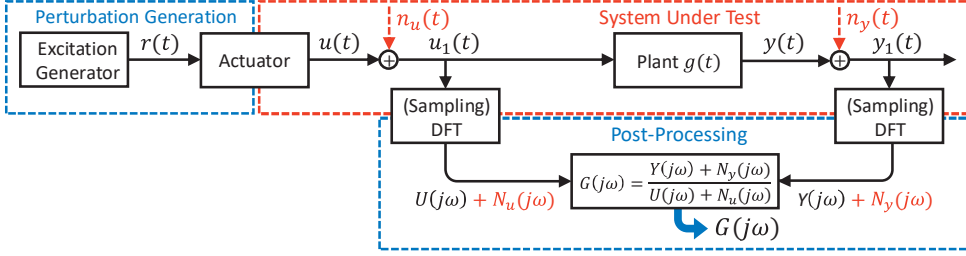 Perturbation Generation
System Under Test
n_u(t)
n_y(t)
Excitation
Generator
r(t)
Actuator
u(t)
+
u_1(t)
Plant g(t)
y(t)
+
y_1(t)
(Sampling)
DFT
(Sampling)
DFT
Post-Processing
G(jω) = \frac{Y(jω) + N_y(jω)}{U(jω) + N_u(jω)}
U(jω) + N_u(jω)
Y(jω) + N_y(jω)
G(jω)